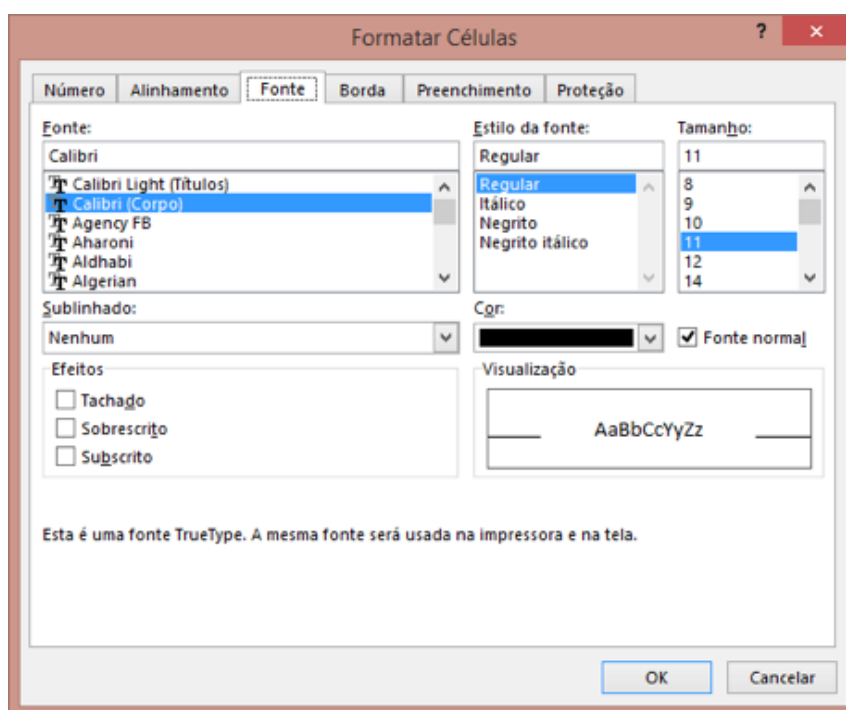 Formatar Células
?
Número Alinhamento Fonte Borda Preenchimento Proteção
Fonte: Estilo da fonte: Tamanho:
Calibri Regular 11
Calibri Light (Títulos) Regular 8
Calibri (Corpo) Itálico 9
Agency FB Negrito 10
Aharoni Negrito itálico 11
Aldhabi 12
Algerian 14
Sublinhado: Cor:
Nenhum Fonte normal
Efeitos Visualização
Tachado
Sobrescrito AaBbCcYyZz
Subscrito
Esta é uma fonte TrueType. A mesma fonte será usada na impressora e na tela.
OK Cancelar